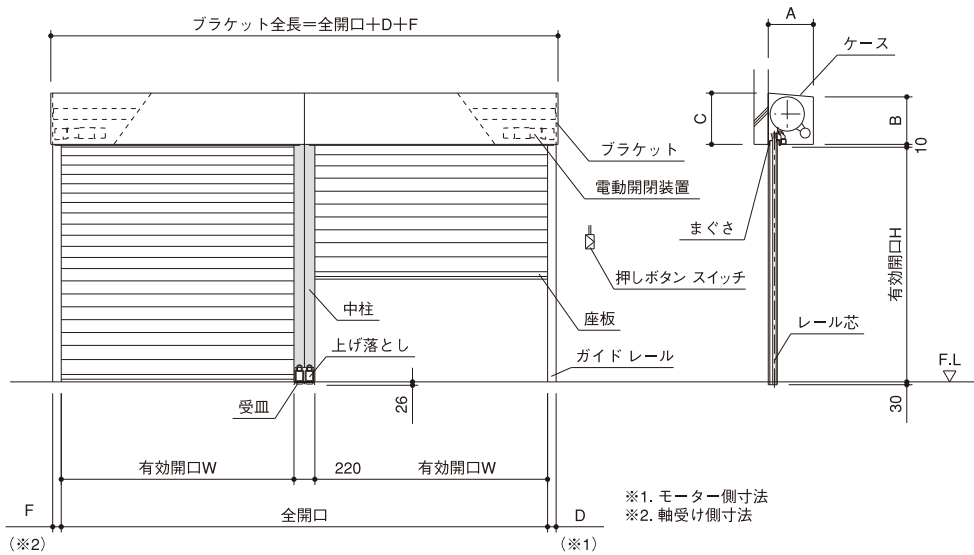 ブラケット全長＝全開口＋D＋F
A
ケース
C
B
10
ブラケット
電動開閉装置
まぐさ
押しボタン スイッチ
有効開口H
中柱
座板
上げ落とし
ガイド レール
レール芯
F.L
受皿
26
30
有効開口W
220
有効開口W
F
全開口
D
（※2）
（※1）
※1. モーター側寸法
※2. 軸受け側寸法